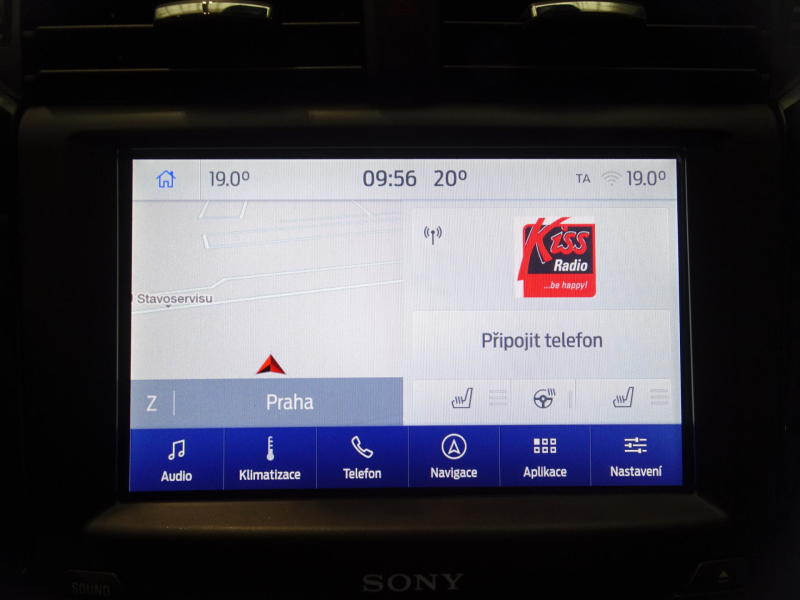 19.0° 09:56 20° TA 19.0°
Kiss
Radio
...be happy!
Stavoservisu
Připojit telefon
Z Praha
Audio Klimatizace Telefon Navigace Aplikace Nastavení
SONY
SOUND